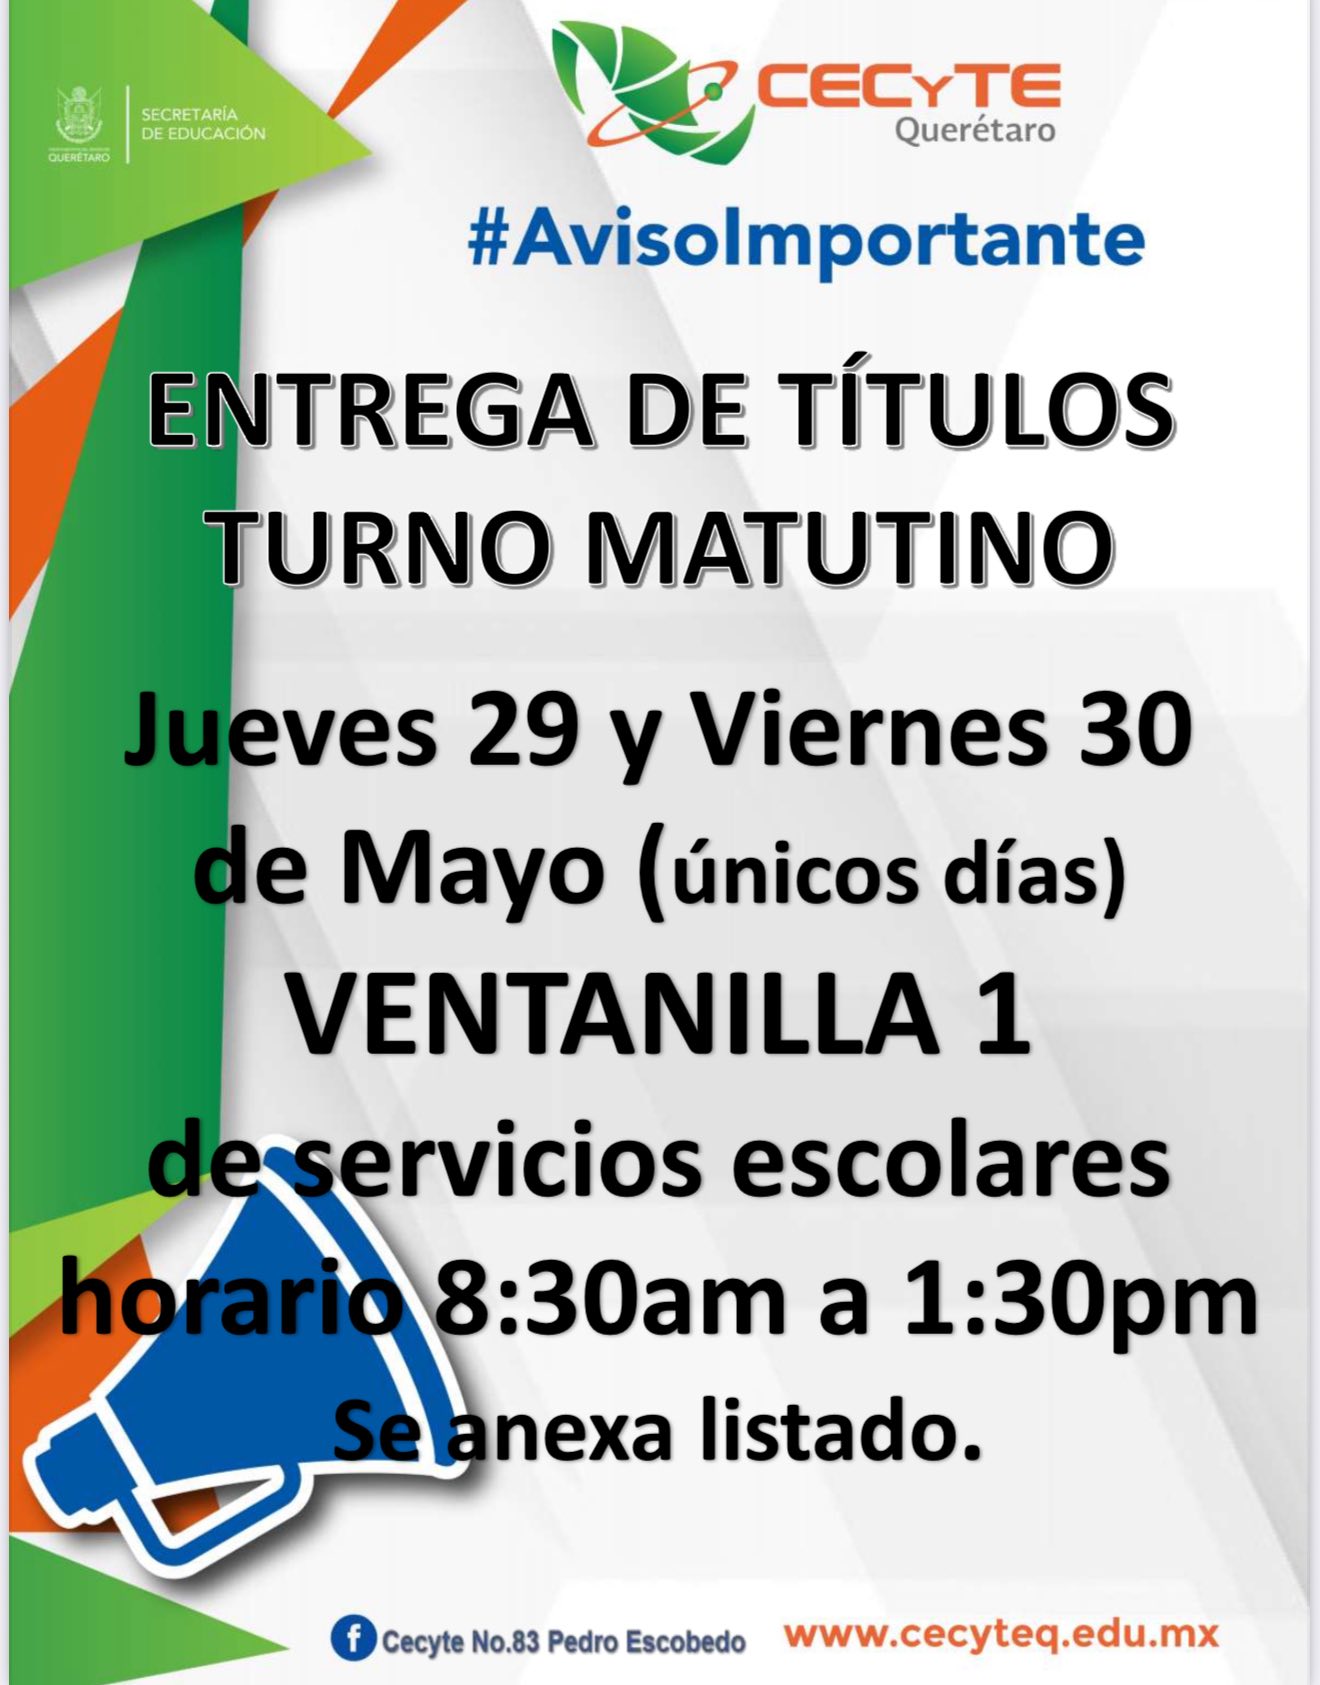 SECRETARÍA
DE EDUCACIÓN
QUERÉTARO
CECyTE
Querétaro
#AvisoImportante
ENTREGA DE TÍTULOS
TURNO MATUTINO
Jueves 29 y Viernes 30
de Mayo (únicos días)
VENTANILLA 1
de servicios escolares
horario 8:30am a 1:30pm
Se anexa listado.
f Cecyte No.83 Pedro Escobedo
www.cecyteq.edu.mx